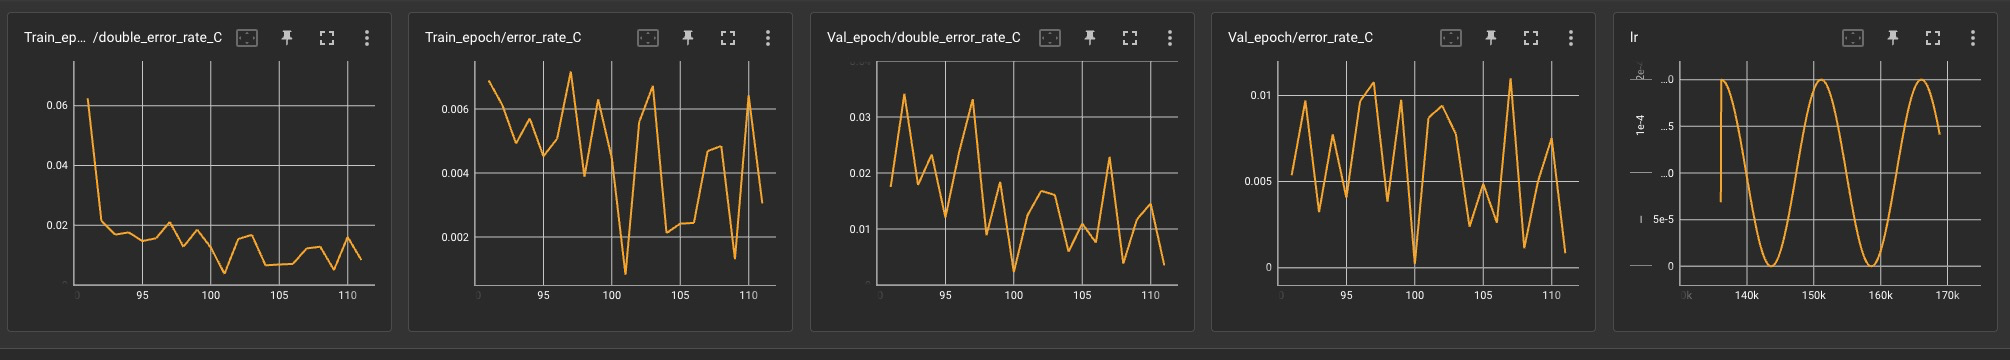 Train_ep... /double_error_rate_C
0.06
0.04
0.02
95 100 105 110
Train_epoch/error_rate_C
0.006
0.004
0.002
95 100 105 110
Val_epoch/double_error_rate_C
0.03
0.02
0.01
95 100 105 110
Val_epoch/error_rate_C
0.01
0.005
0
95 100 105 110
lr
...0
1e-4
...5
...0
5e-5
0
140k 150k 160k 170k